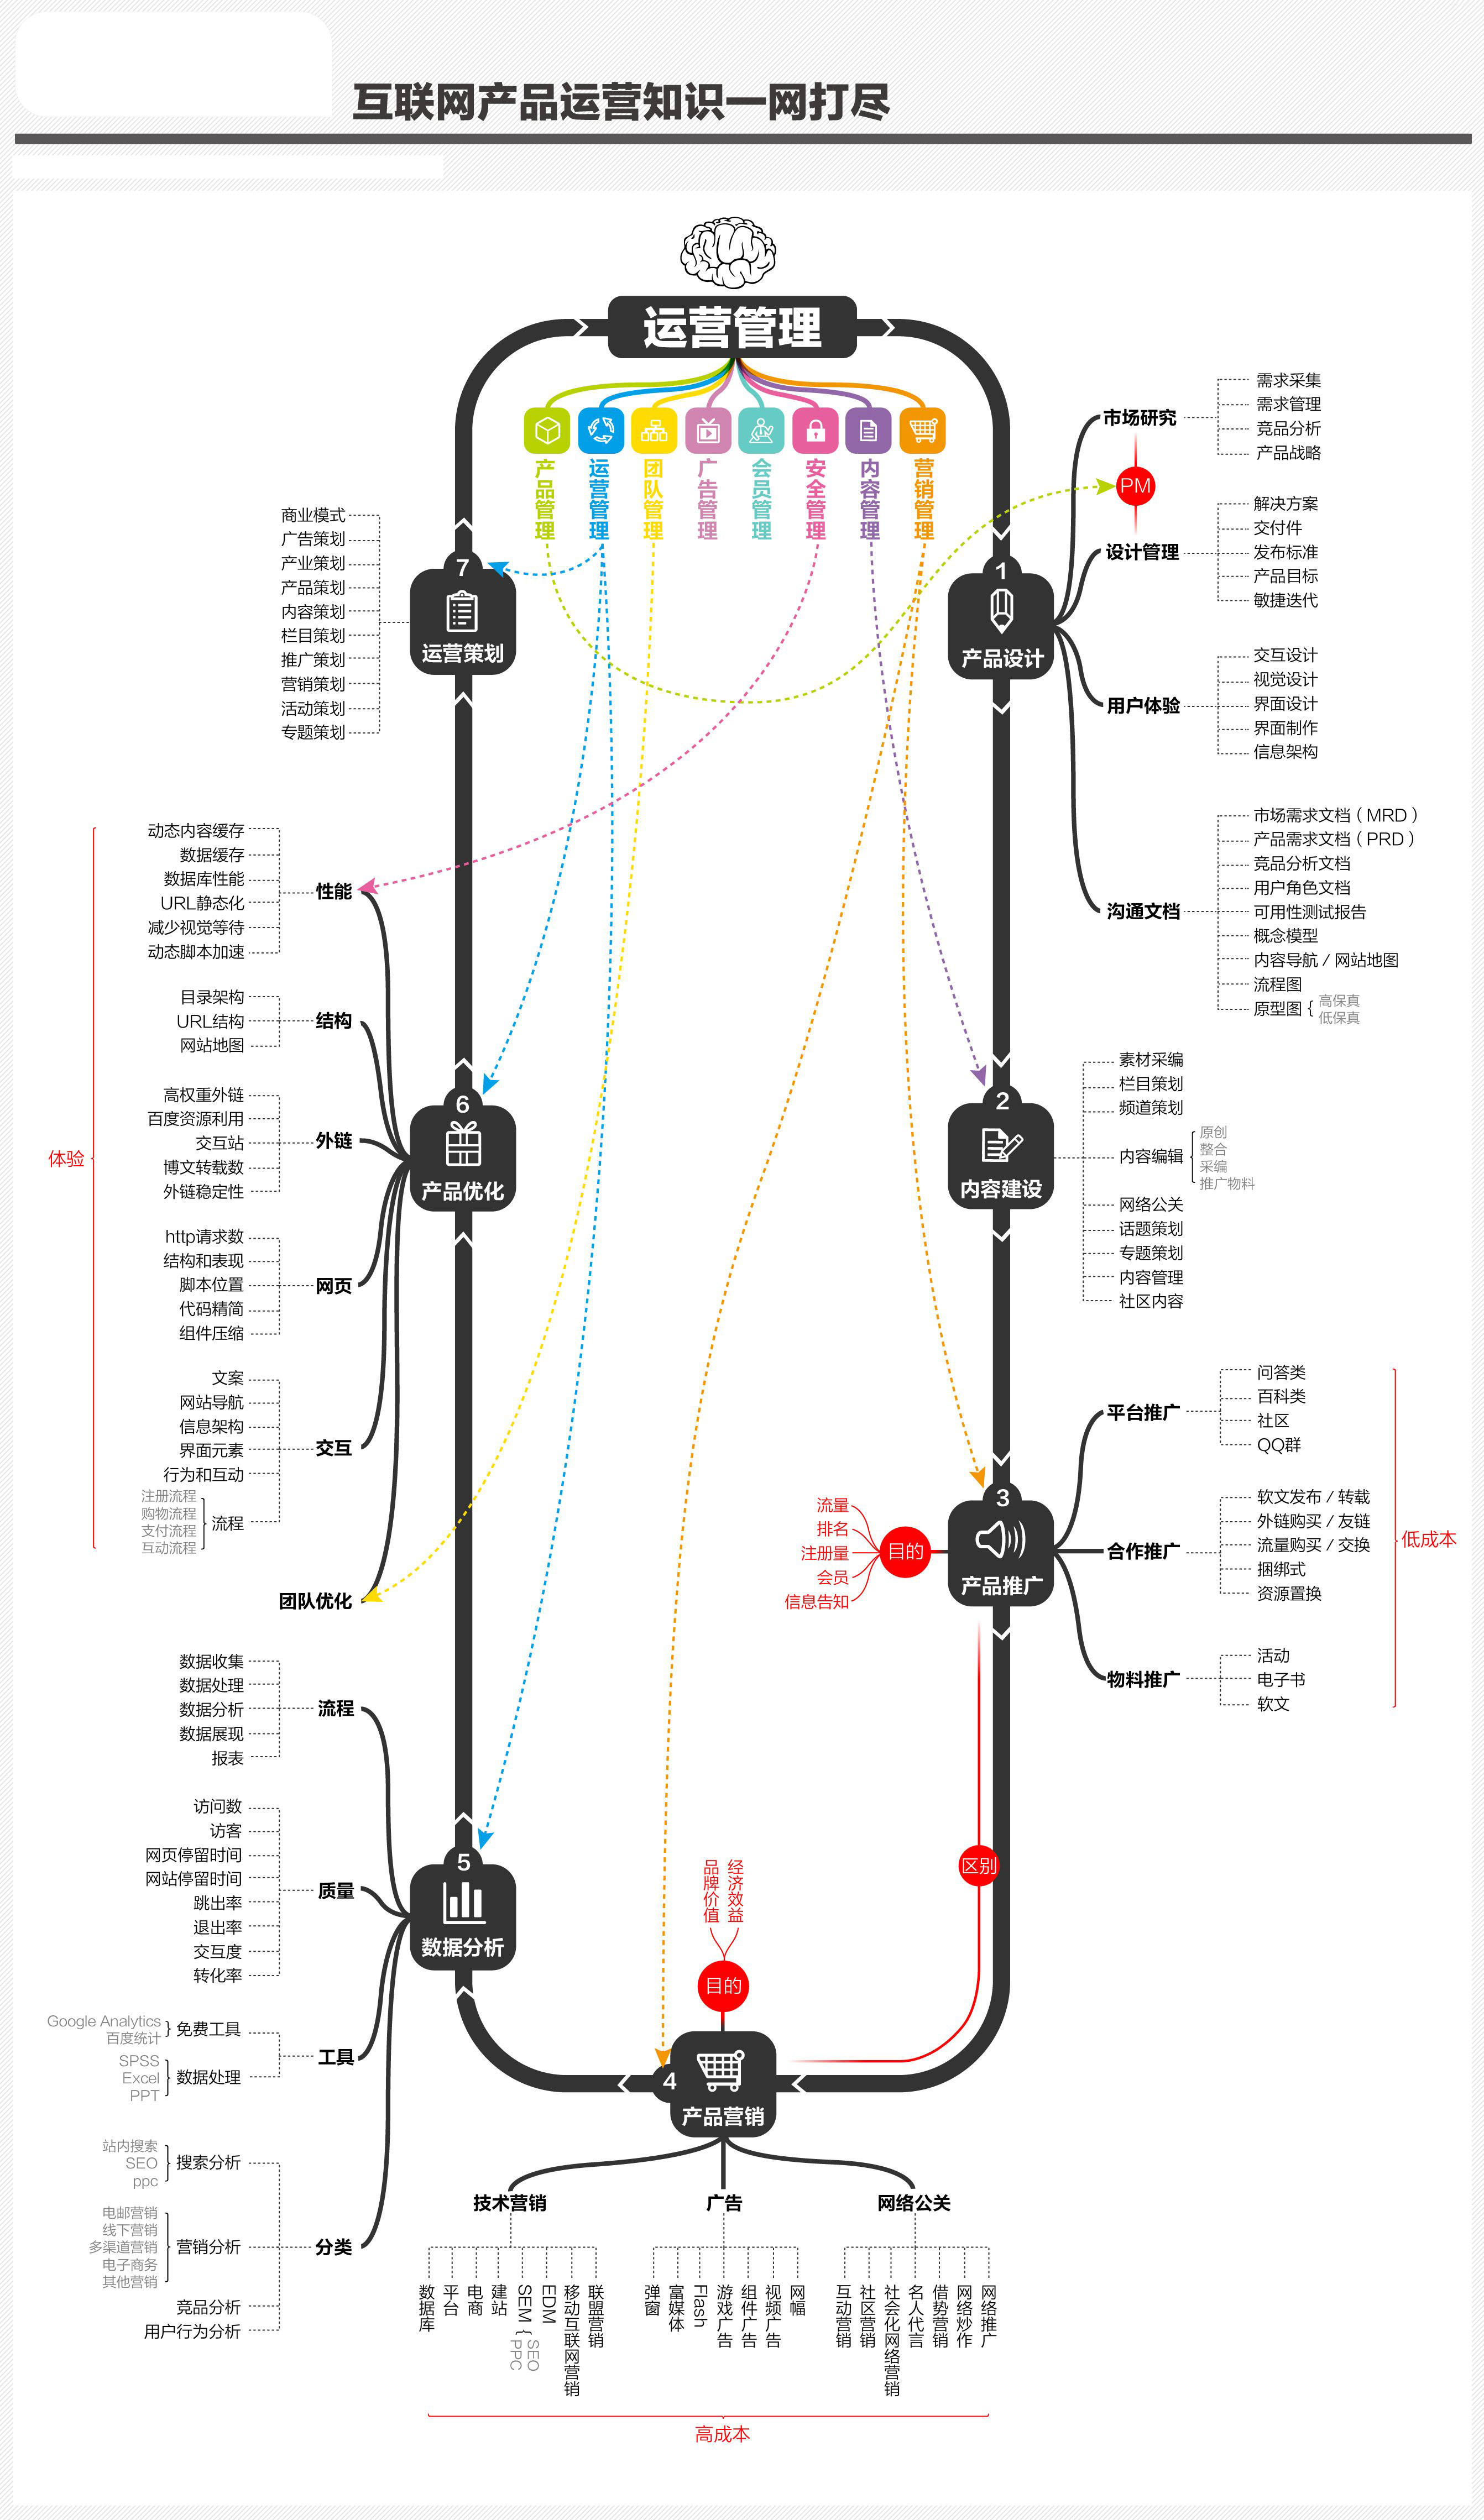 互联网产品运营知识一网打尽
运营管理
产品管理
运营管理
团队管理
广告管理
会员管理
安全管理
内容管理
营销管理
1
产品设计
市场研究
需求采集
需求管理
竞品分析
产品战略
PM
设计管理
解决方案
交付件
发布标准
产品目标
敏捷迭代
用户体验
交互设计
视觉设计
界面设计
界面制作
信息架构
沟通文档
市场需求文档（MRD）
产品需求文档（PRD）
竞品分析文档
用户角色文档
可用性测试报告
概念模型
内容导航 / 网站地图
流程图
原型图 {
高保真
低保真
2
内容建设
素材采编
栏目策划
频道策划
内容编辑
原创
整合
采编
推广物料
网络公关
话题策划
专题策划
内容管理
社区内容
3
产品推广
目的
流量
排名
注册量
会员
信息告知
平台推广
问答类
百科类
社区
QQ群
合作推广
软文发布 / 转载
外链购买 / 友链
流量购买 / 交换
捆绑式
资源置换
物料推广
活动
电子书
软文
低成本
区别
4
产品营销
目的
品牌价值
经济效益
技术营销
数据库
平台
电商
建站
SEM {
SEO
PPC
EDM
移动互联网营销
联盟营销
广告
弹窗
富媒体
Flash
游戏广告
组件广告
视频广告
网幅
网络公关
互动营销
社区营销
社会化网络营销
名人代言
借势营销
网络炒作
网络推广
高成本
5
数据分析
流程
数据收集
数据处理
数据分析
数据展现
报表
质量
访问数
访客
网页停留时间
网站停留时间
跳出率
退出率
交互度
转化率
工具
免费工具
Google Analytics
百度统计
数据处理
SPSS
Excel
PPT
分类
搜索分析
站内搜索
SEO
ppc
营销分析
电邮营销
线下营销
多渠道营销
电子商务
其他营销
竞品分析
用户行为分析
6
产品优化
体验
性能
动态内容缓存
数据缓存
数据库性能
URL静态化
减少视觉等待
动态脚本加速
结构
目录架构
URL结构
网站地图
外链
高权重外链
百度资源利用
交互站
博文转载数
外链稳定性
网页
http请求数
结构和表现
脚本位置
代码精简
组件压缩
交互
文案
网站导航
信息架构
界面元素
行为和互动
流程
注册流程
购物流程
支付流程
互动流程
团队优化
7
运营策划
商业模式
广告策划
产业策划
产品策划
内容策划
栏目策划
推广策划
营销策划
活动策划
专题策划